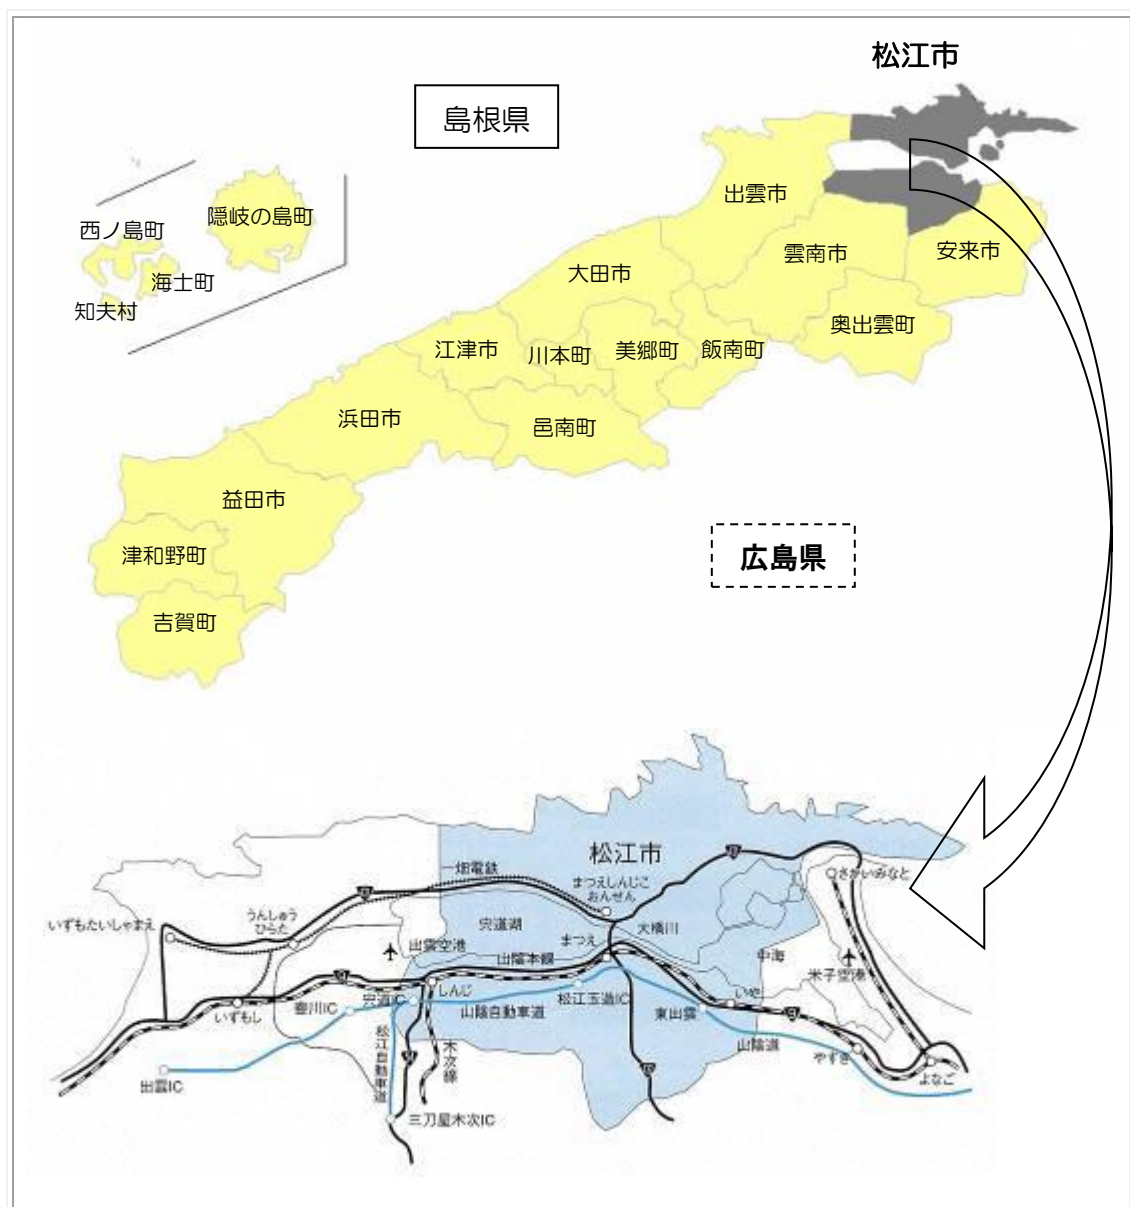 松江市
島根県
出雲市
隠岐の島町
西ノ島町
海士町
知夫村
大田市
雲南市
安来市
奥出雲町
江津市
川本町
美郷町
飯南町
浜田市
邑南町
益田市
津和野町
吉賀町
広島県
松江市
一畑電鉄
まつえしんじこ
おんせん
さかいみなと
うんしゅう
ひらた
いずもたいしゃまえ
宍道湖
大橋川
出雲空港
まつえ
山陰本線
中海
米子空港
しんじ
いや
いずもし
斐川IC
宍道IC
松江玉造IC
山陰自動車道
東出雲
山陰道
やすぎ
よなご
出雲IC
松江自動車道
木次線
三刀屋木次IC